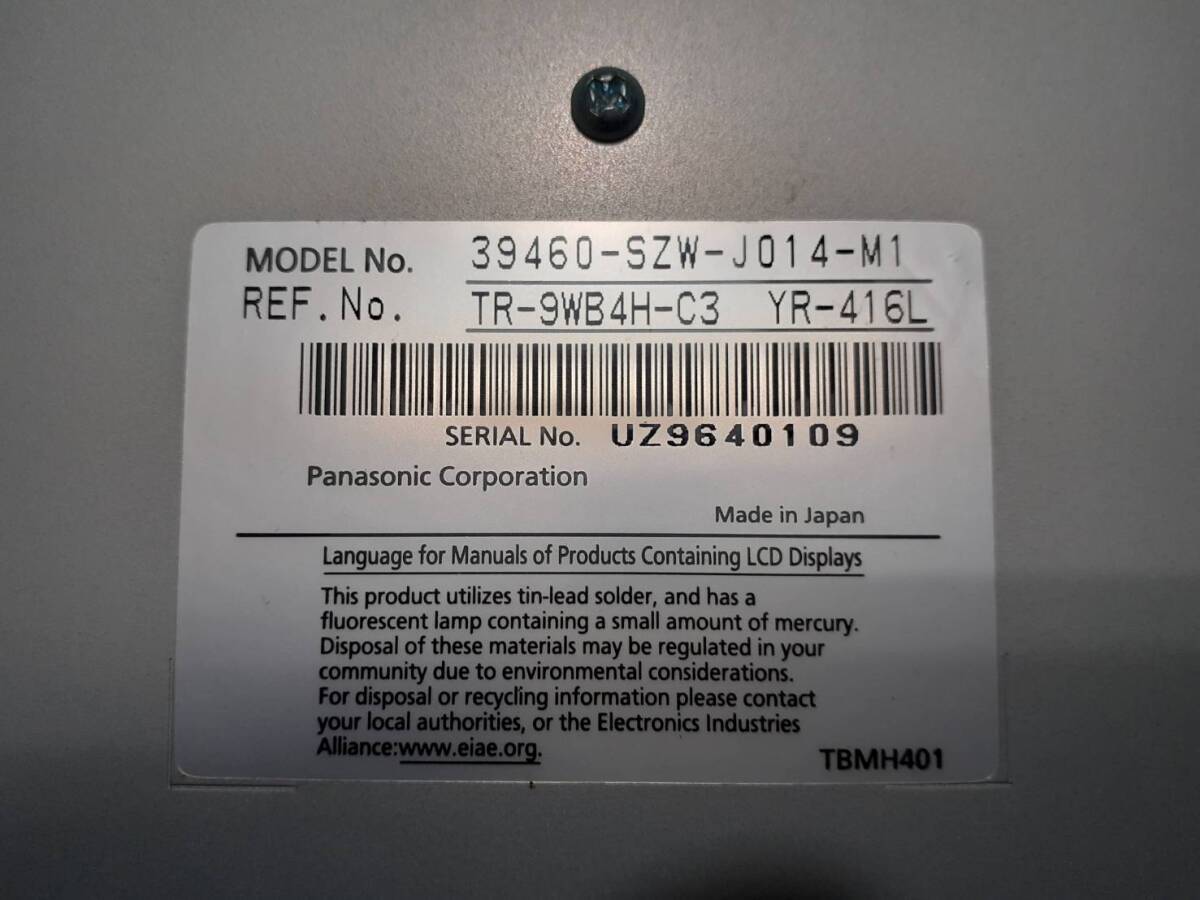 MODEL No. 39460-SZW-J014-M1
REF.No. TR-9WB4H-C3 YR-416L
SERIAL No. UZ9640109
Panasonic Corporation
Made in Japan
Language for Manuals of Products Containing LCD Displays
This product utilizes tin-lead solder, and has a
fluorescent lamp containing a small amount of mercury.
Disposal of these materials may be regulated in your
community due to environmental considerations.
For disposal or recycling information please contact
your local authorities, or the Electronics Industries
Alliance:www.eiae.org.
TBMH401